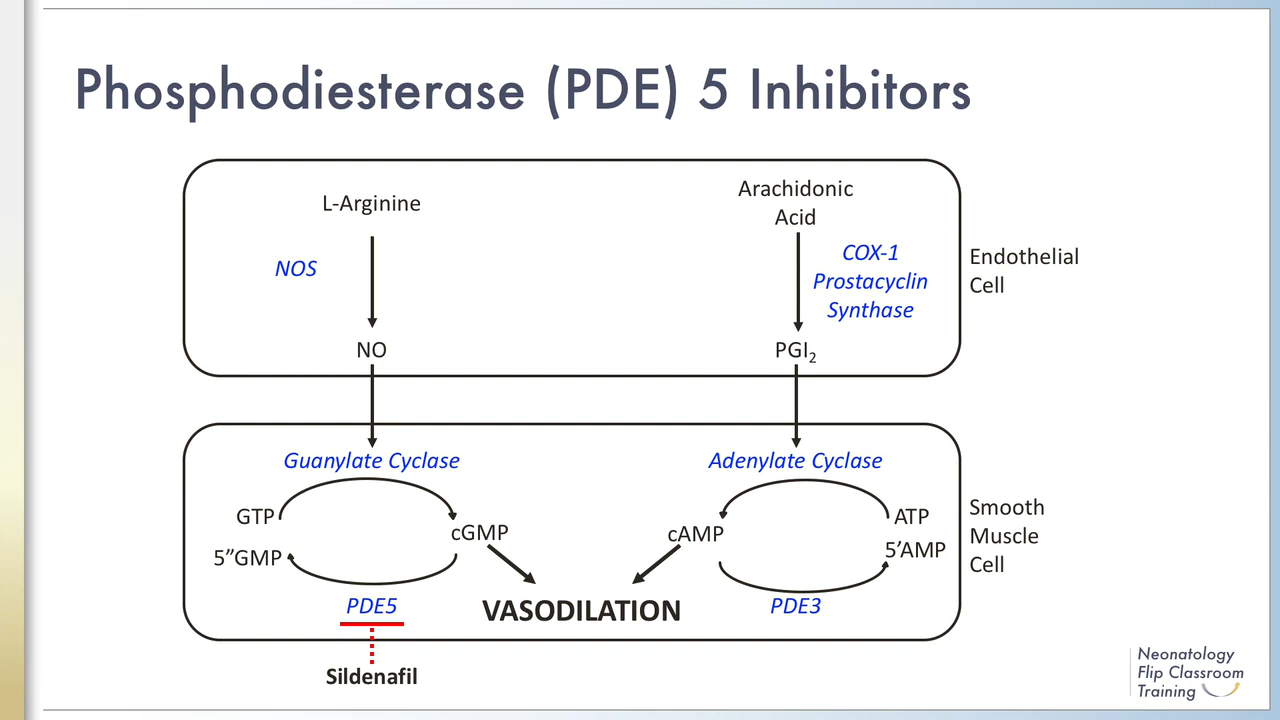 Phosphodiesterase (PDE) 5 Inhibitors
L-Arginine
NOS
NO
Arachidonic
Acid
COX-1
Prostacyclin
Synthase
PGI₂
Endothelial
Cell
Guanylate Cyclase
GTP
cGMP
5”GMP
PDE5
Adenylate Cyclase
ATP
cAMP
5’AMP
PDE3
VASODILATION
Smooth
Muscle
Cell
Sildenafil
Neonatology
Flip Classroom
Training